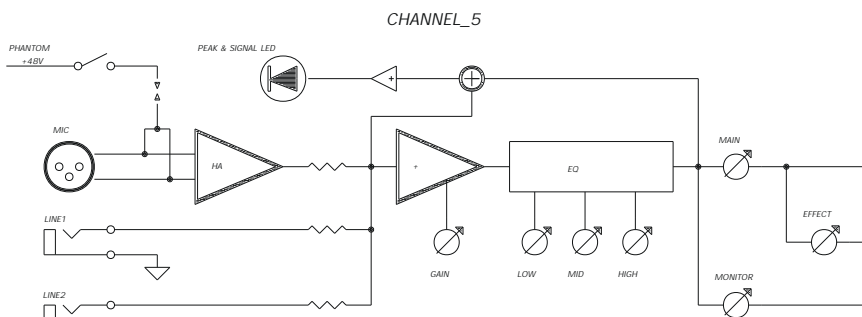 CHANNEL_5
PHANTOM
+48V
PEAK & SIGNAL LED
+
MIC
HA
+
EQ
MAIN
EFFECT
LINE1
GAIN
LOW
MID
HIGH
MONITOR
LINE2